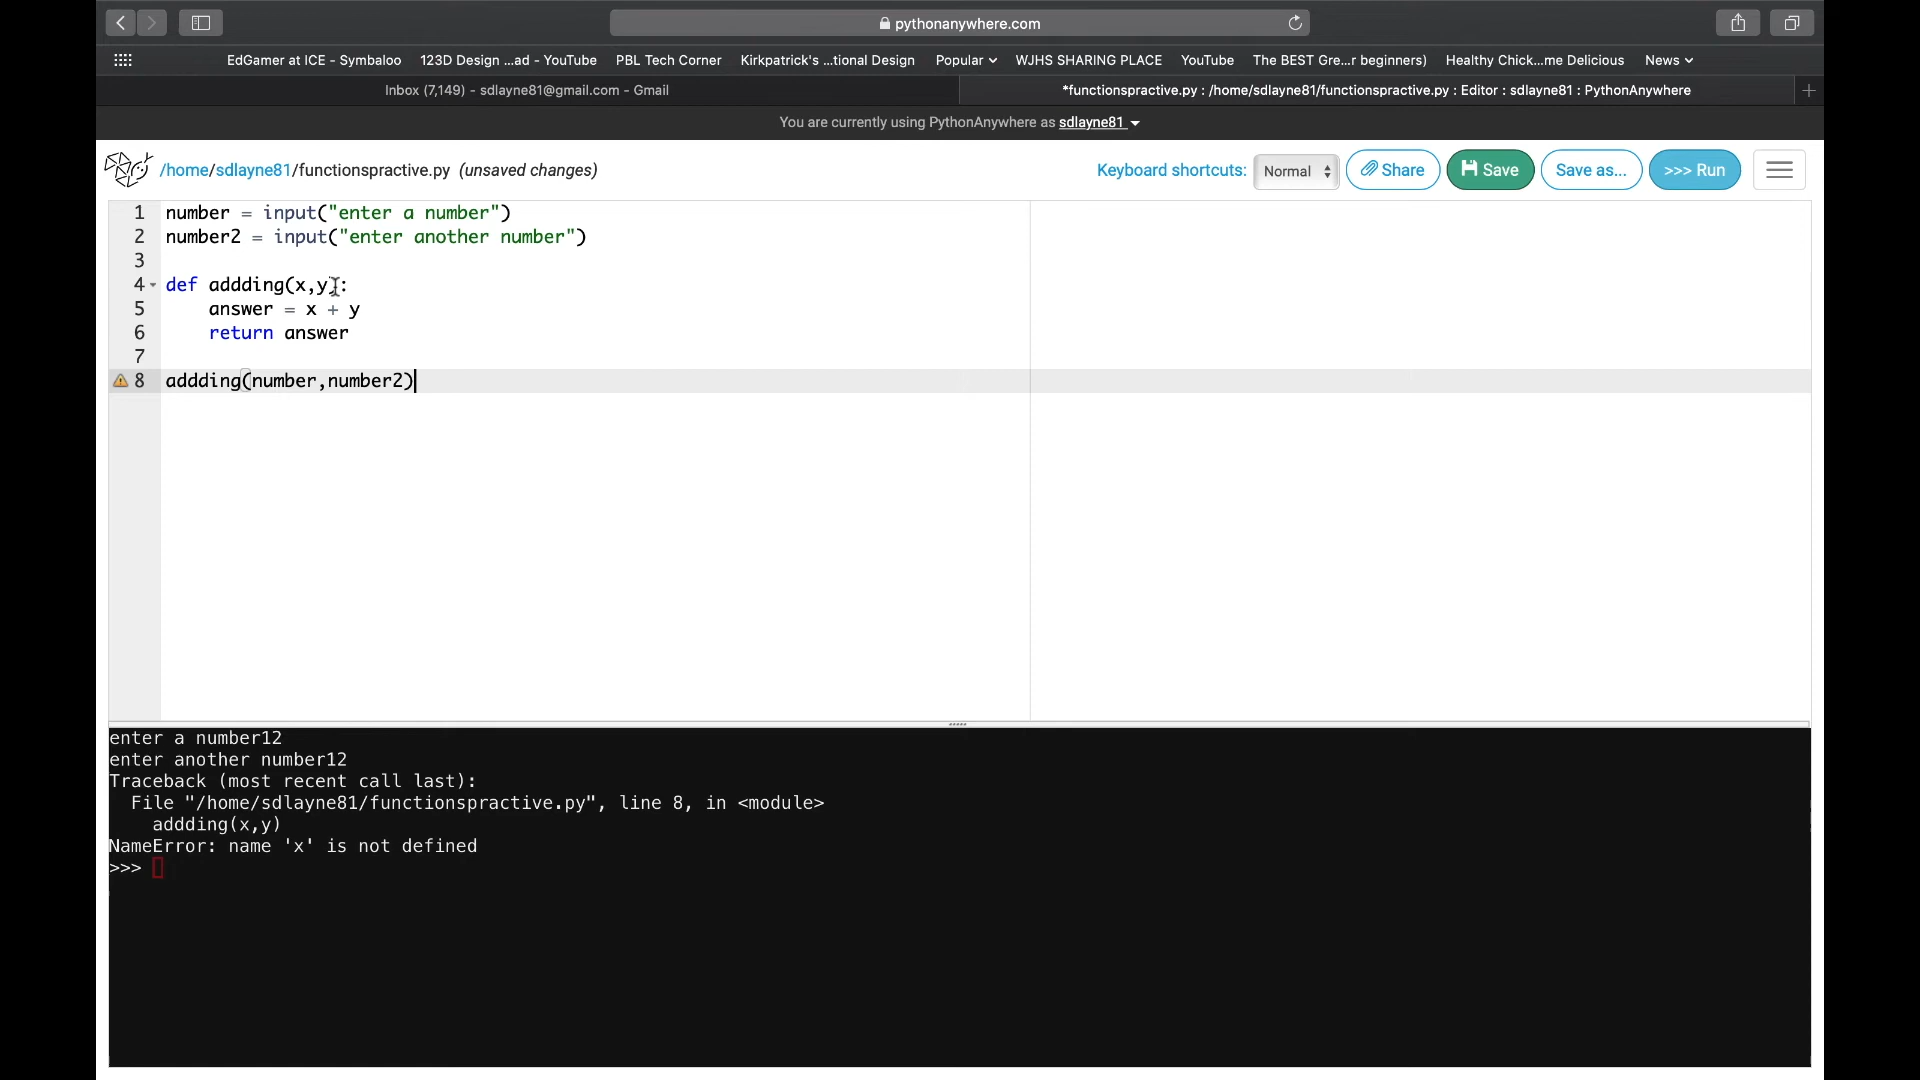 pythonanywhere.com
EdGamer at ICE - Symbaloo 123D Design ...ad - YouTube PBL Tech Corner Kirkpatrick's ...tional Design Popular WJHS SHARING PLACE YouTube The BEST Gre...r beginners) Healthy Chick...me Delicious News
Inbox (7,149) - sdlayne81@gmail.com - Gmail *functionspractive.py : /home/sdlayne81/functionspractive.py : Editor : sdlayne81 : PythonAnywhere
You are currently using PythonAnywhere as sdlayne81
/home/sdlayne81/functionspractive.py (unsaved changes) Keyboard shortcuts: Normal Share Save Save as... >>> Run
1 number = input("enter a number")
2 number2 = input("enter another number")
3
4 def addding(x,y):
5 answer = x + y
6 return answer
7
8 addding(number,number2)
enter a number12
enter another number12
Traceback (most recent call last):
File "/home/sdlayne81/functionspractive.py", line 8, in <module>
addding(x,y)
NameError: name 'x' is not defined
>>>